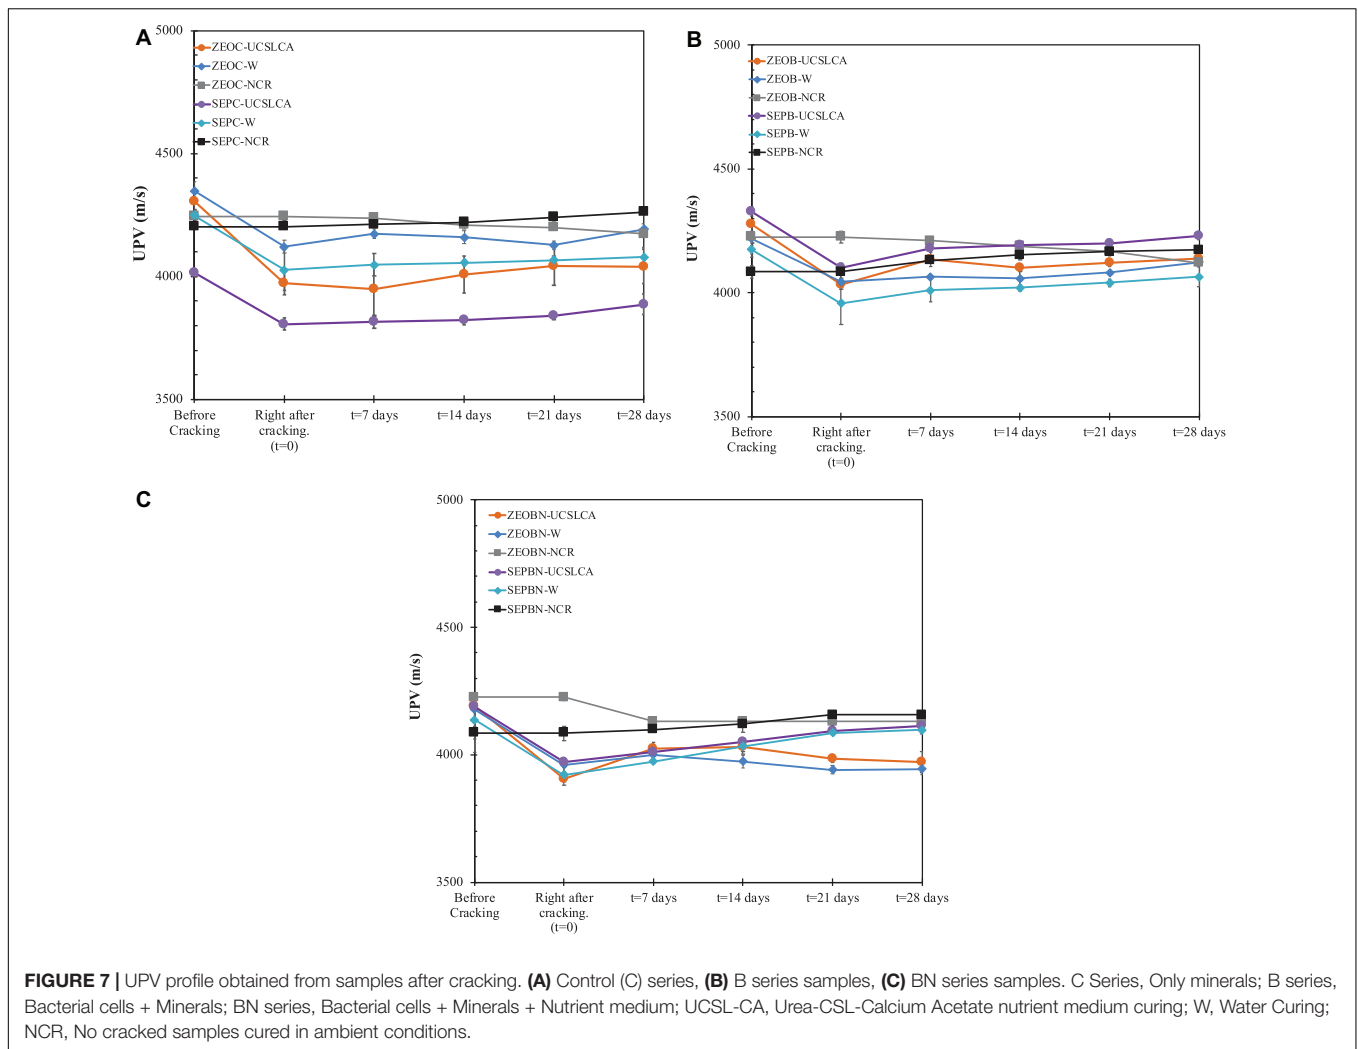 A
5000
4500
4000
3500
UPV (m/s)
ZEOC-UCSLCA
ZEOC-W
ZEOC-NCR
SEPC-UCSLCA
SEPC-W
SEPC-NCR
Befrore
Cracking
Right after
cracking.
(t=0)
t=7 days
t=14 days
t=21 days
t=28 days
B
5000
4500
4000
3500
UPV (m/s)
ZEOB-UCSLCA
ZEOB-W
ZEOB-NCR
SEPB-UCSLCA
SEPB-W
SEPB-NCR
Befrore
Cracking
Right after
cracking.
(t=0)
t=7 days
t=14 days
t=21 days
t=28 days
C
5000
4500
4000
3500
UPV (m/s)
ZEOBN-UCSLCA
ZEOBN-W
ZEOBN-NCR
SEPBN-UCSLCA
SEPBN-W
SEPBN-NCR
Befrore
Cracking
Right after
cracking.
(t=0)
t=7 days
t=14 days
t=21 days
t=28 days
FIGURE 7 | UPV profile obtained from samples after cracking. (A) Control (C) series, (B) B series samples, (C) BN series samples. C Series, Only minerals; B series,
Bacterial cells + Minerals; BN series, Bacterial cells + Minerals + Nutrient medium; UCSL-CA, Urea-CSL-Calcium Acetate nutrient medium curing; W, Water Curing;
NCR, No cracked samples cured in ambient conditions.